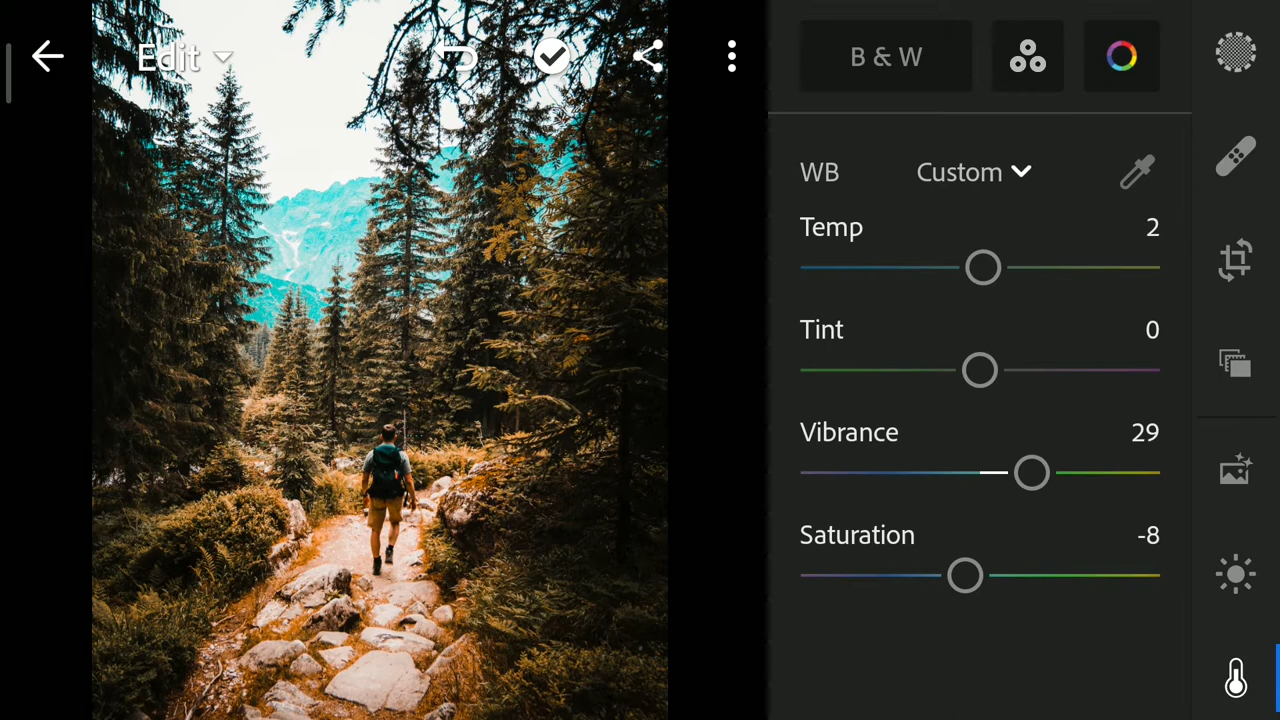 Edit
B & W
WB Custom
Temp 2
Tint 0
Vibrance 29
Saturation -8